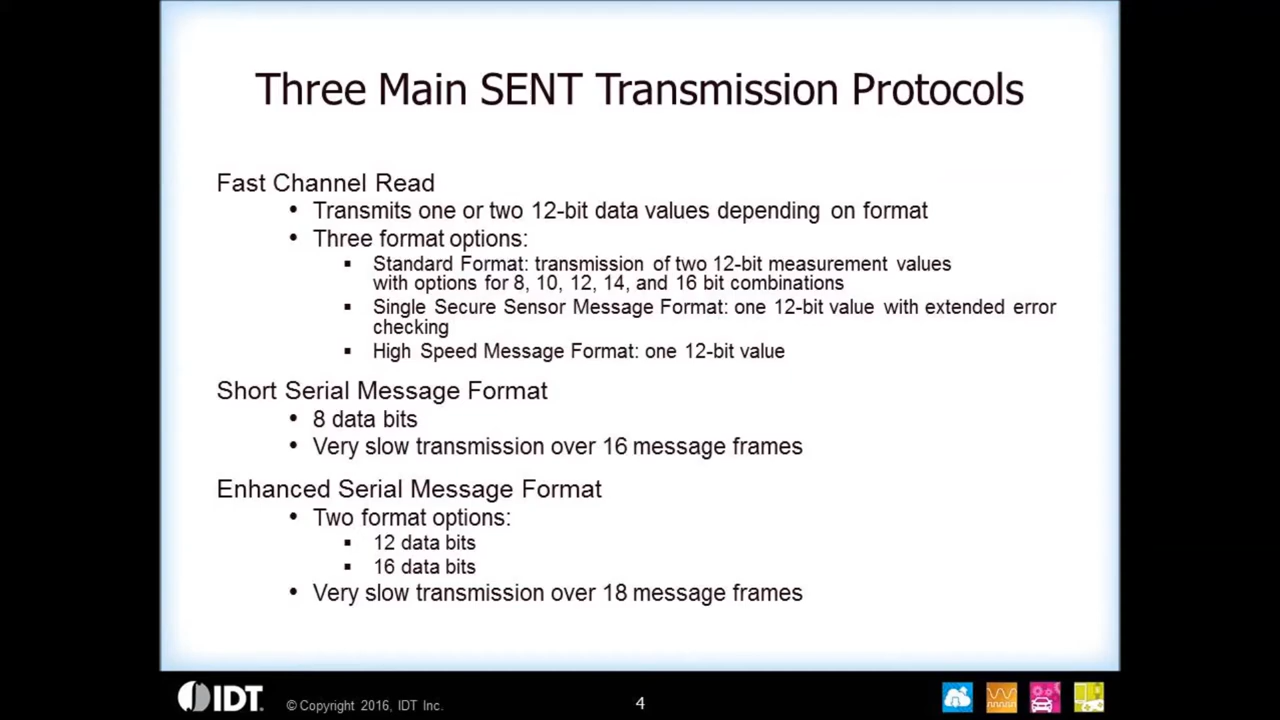 Three Main SENT Transmission Protocols
Fast Channel Read
• Transmits one or two 12-bit data values depending on format
• Three format options:
▪ Standard Format: transmission of two 12-bit measurement values
with options for 8, 10, 12, 14, and 16 bit combinations
▪ Single Secure Sensor Message Format: one 12-bit value with extended error
checking
▪ High Speed Message Format: one 12-bit value
Short Serial Message Format
• 8 data bits
• Very slow transmission over 16 message frames
Enhanced Serial Message Format
• Two format options:
▪ 12 data bits
▪ 16 data bits
• Very slow transmission over 18 message frames
IDT. © Copyright 2016, IDT Inc. 4